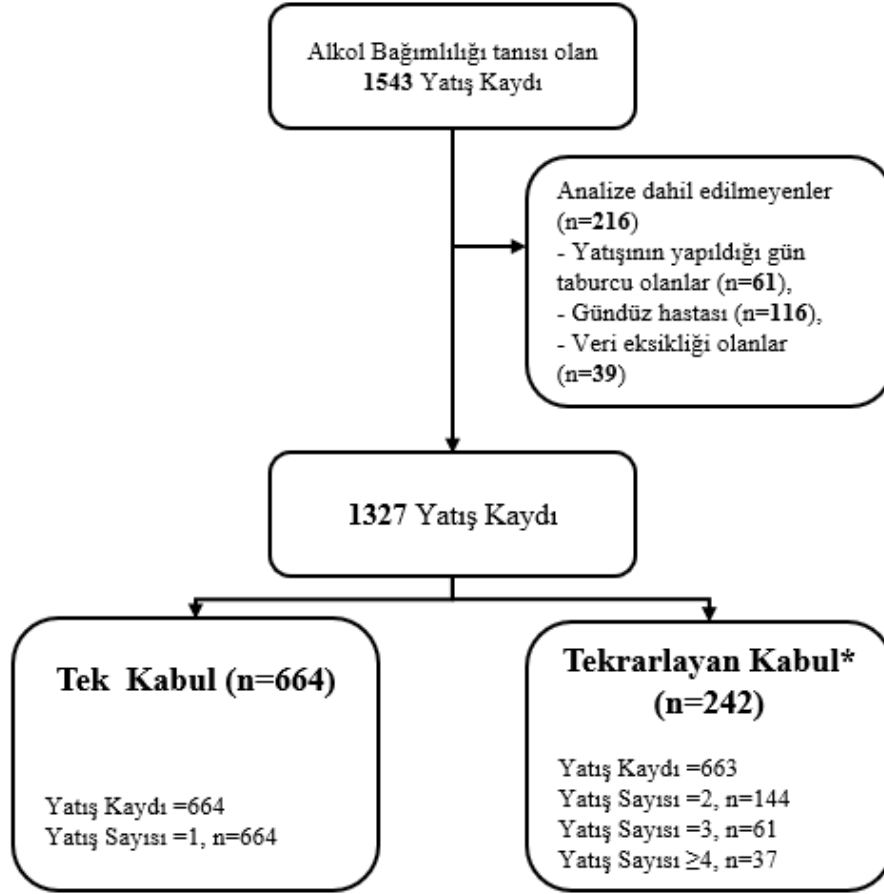 Alkol Bağımlılığı tanısı olan
1543 Yatış Kaydı
Analize dahil edilmeyenler
(n=216)
- Yatışının yapıldığı gün
taburcu olanlar (n=61),
- Gündüz hastası (n=116),
- Veri eksikliği olanlar
(n=39)
1327 Yatış Kaydı
Tek Kabul (n=664)
Yatış Kaydı =664
Yatış Sayısı =1, n=664
Tekrarlayan Kabul*
(n=242)
Yatış Kaydı =663
Yatış Sayısı =2, n=144
Yatış Sayısı =3, n=61
Yatış Sayısı ≥4, n=37